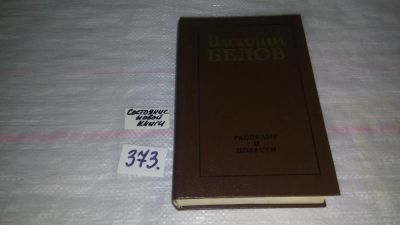 Василий
БЕЛОВ
РАССКАЗЫ
И
ПОВЕСТИ
Состояние
новой
книги
373.